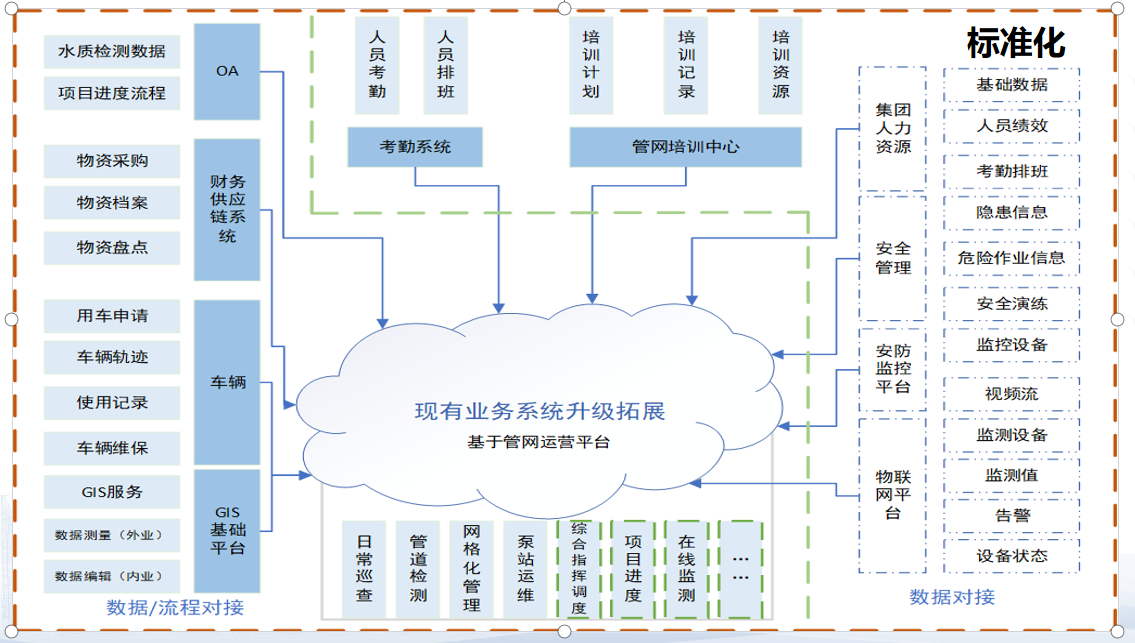 标准化
水质检测数据
项目进度流程
OA
物资采购
物资档案
物资盘点
财务
供应
链系
统
用车申请
车辆轨迹
使用记录
车辆维保
车辆
GIS服务
数据测量（外业）
数据编辑（内业）
GIS
基础
平台
数据/流程对接
人员考勤
人员排班
考勤系统
培训计划
培训记录
培训资源
管网培训中心
现有业务系统升级拓展
基于管网运营平台
日常巡查
管道检测
网格化管理
泵站运维
综合指挥调度
项目进度
在线监测
……
集团
人力
资源
基础数据
人员绩效
考勤排班
安全
管理
隐患信息
危险作业信息
安全演练
安防
监控
平台
监控设备
视频流
物联
网平
台
监测设备
监测值
告警
设备状态
数据对接